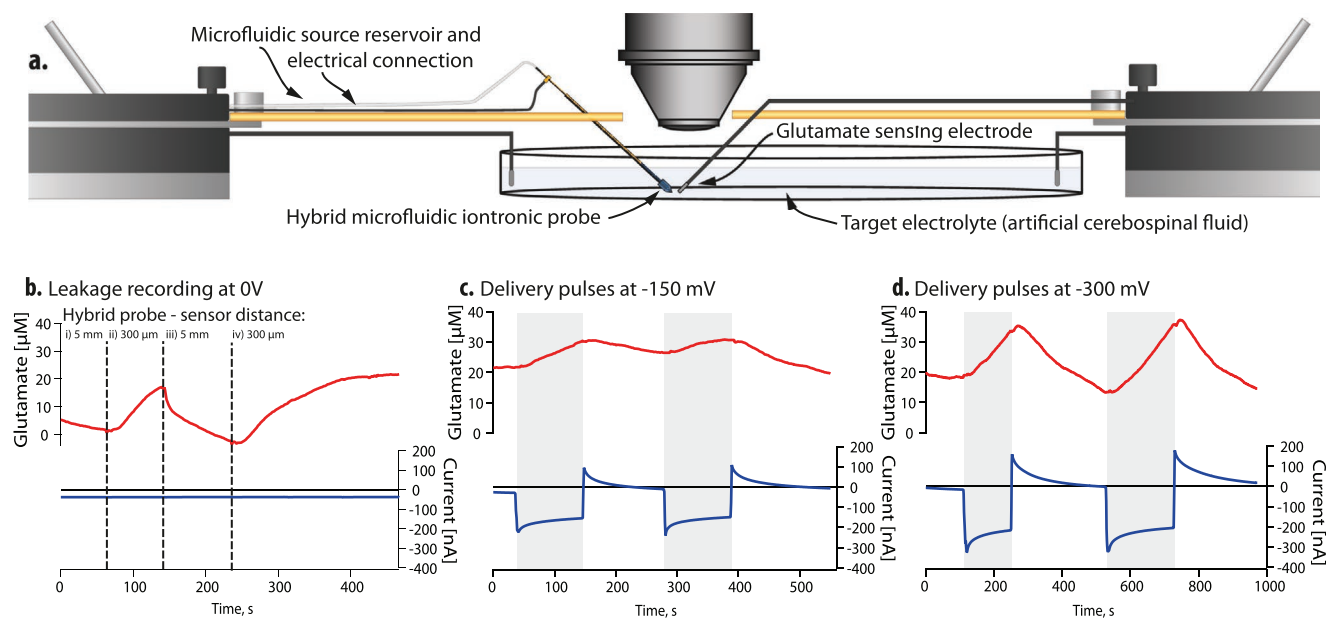 a.
Microfluidic source reservoir and
electrical connection
Glutamate sensing electrode
Hybrid microfluidic iontronic probe
Target electrolyte (artificial cerebospinal fluid)
b. Leakage recording at 0V
Hybrid probe - sensor distance:
i) 5 mm ii) 300 µm iii) 5 mm iv) 300 µm
Glutamate [µM]
40
30
20
10
0
200
100
0
-100
-200
-300
-400
Current [nA]
0 100 200 300 400
Time, s
c. Delivery pulses at -150 mV
Glutamate [µM]
40
30
20
10
0
200
100
0
-100
-200
-300
-400
Current [nA]
0 100 200 300 400 500
Time, s
d. Delivery pulses at -300 mV
Glutamate [µM]
40
30
20
10
0
200
100
0
-100
-200
-300
-400
Current [nA]
0 200 400 600 800 1000
Time, s